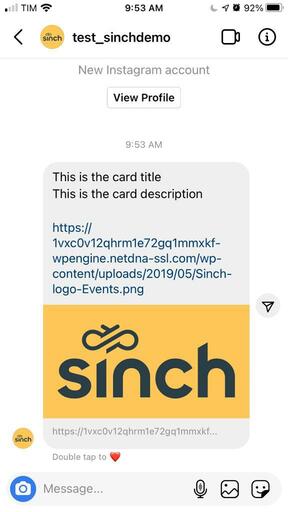 TIM 9:53 AM 92%
sinch test_sinchdemo
New Instagram account
View Profile
9:53 AM
This is the card title
This is the card description
https://
1vxc0v12qhrm1e72gq1mmxkf-
wpengine.netdna-ssl.com/wp-
content/uploads/2019/05/Sinch-
logo-Events.png
sinch
https://1vxc0v12qhrm1e72gq1mmxkf...
sinch
Double tap to ❤️
Message...